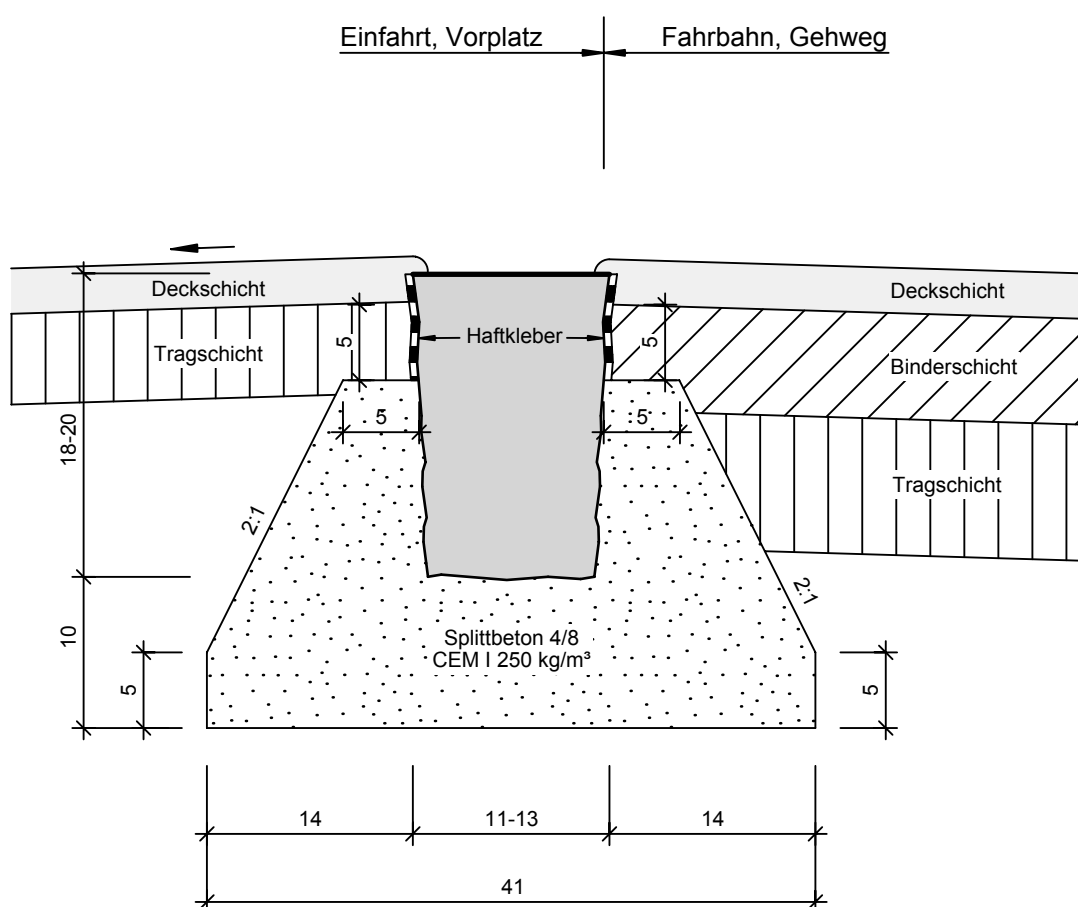 Einfahrt, Vorplatz
Fahrbahn, Gehweg
Deckschicht
Deckschicht
Tragschicht
5
Haftkleber
5
Binderschicht
18-20
5
5
Tragschicht
2:1
2:1
10
Splittbeton 4/8
CEM I 250 kg/m³
5
5
14
11-13
14
41